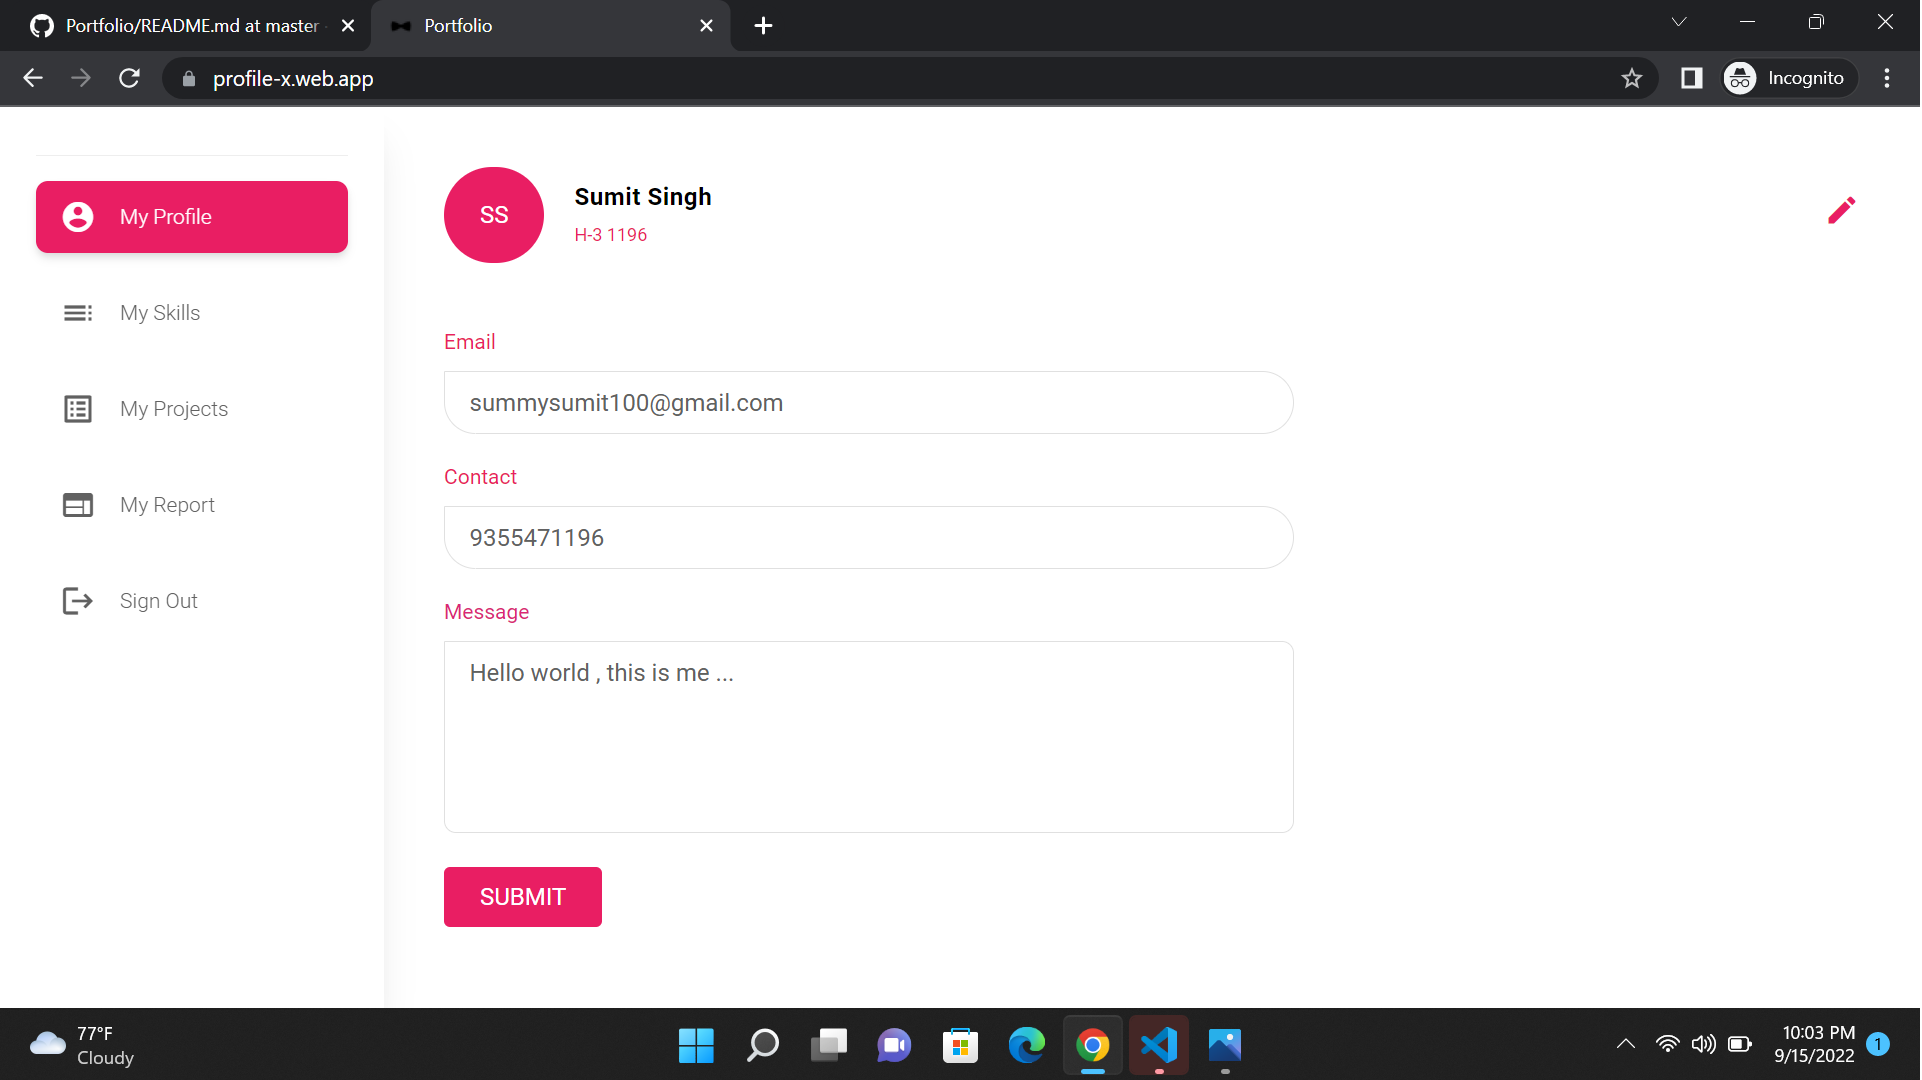 Portfolio/README.md at master
Portfolio
profile-x.web.app
Incognito
My Profile
My Skills
My Projects
My Report
Sign Out
SS
Sumit Singh
H-3 1196
Email
summysumit100@gmail.com
Contact
9355471196
Message
Hello world , this is me ...
SUBMIT
77°F
Cloudy
10:03 PM
9/15/2022
1